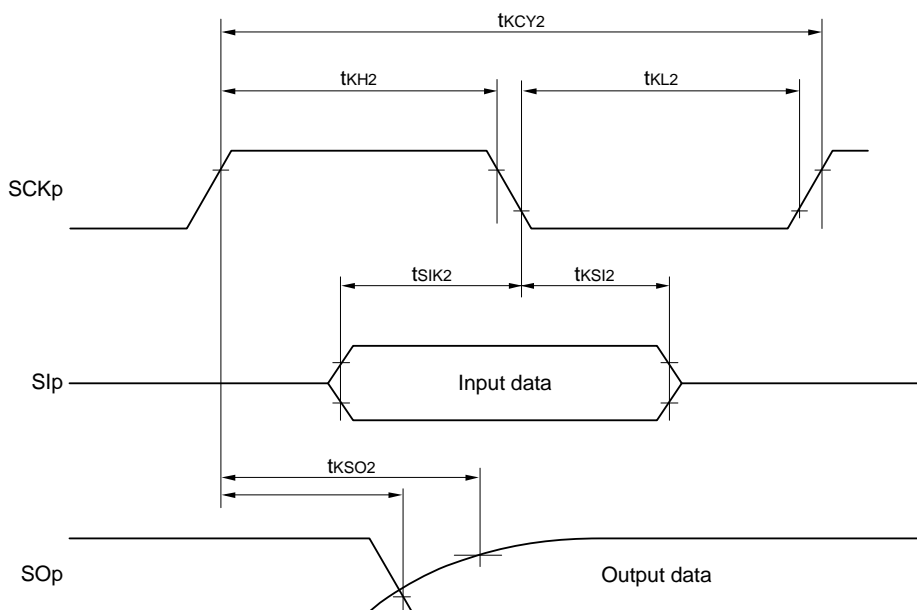 tKCY2
tKH2 tKL2
SCKp
tSIK2 tKSI2
SIp Input data
tKSO2
SOp Output data